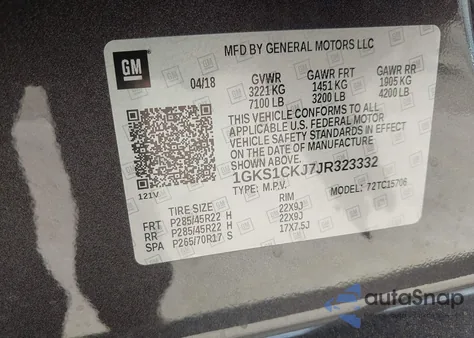 GM
MFD BY GENERAL MOTORS LLC
04/18 GVWR GAWR FRT GAWR RR
3221 KG 1451 KG 1905 KG
7100 LB 3200 LB 4200 LB
THIS VEHICLE CONFORMS TO ALL
APPLICABLE U.S. FEDERAL MOTOR
VEHICLE SAFETY STANDARDS IN EFFECT ON
THE DATE OF MANUFACTURE
1GKS1CKJ7JR323332
TYPE: M.P.V. MODEL: 72TC15706
121V
TIRE SIZE RIM
FRT P285/45R22 H 22X9J
RR P285/45R22 H 22X9J
SPA P265/70R17 S 17X7.5J
autoSnap